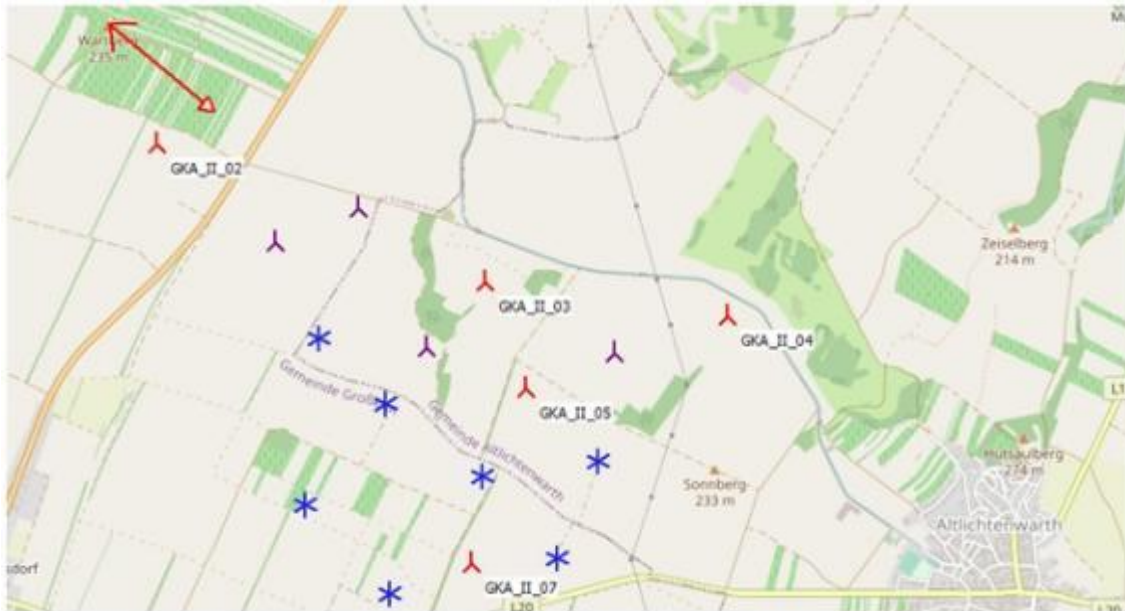 235 m
GKA_II_02
Zeiselberg
214 m
GKA_II_03
GKA_II_04
L1
Gemeinde Groß
GKA_II_05
Gemeinde Altlichtenwarth
Hutsaulberg
274 m
Sonnberg
233 m
Altlichtenwarth
sdorf
GKA_II_07
L20
L20